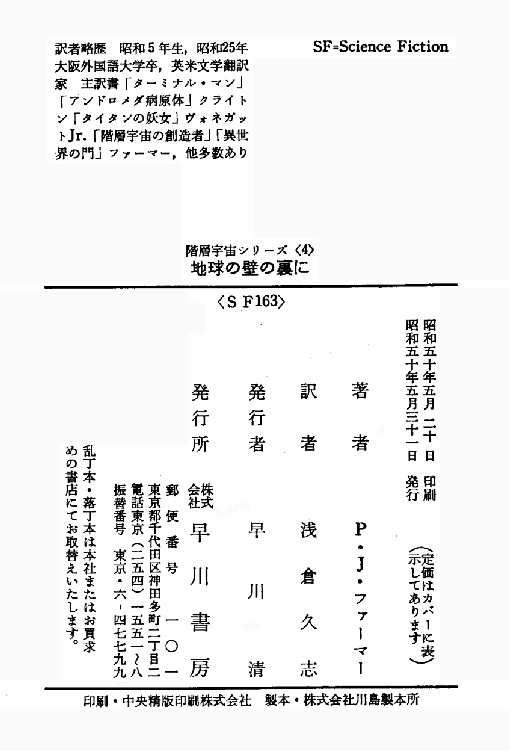 訳者略歴　昭和5年生，昭和25年
大阪外国語大学卒，英米文学翻訳
家　主訳書「ターミナル・マン」
「アンドロメダ病原体」クライト
ン「タイタンの妖女」ヴォネガッ
トJr.「階層宇宙の創造者」「異世
界の門」ファーマー，他多数あり
SF=Science Fiction
階層宇宙シリーズ〈4〉
地球の壁の裏に
〈SF163〉
昭和五十年五月二十日　印刷
昭和五十年五月三十一日　発行
（定価はカバーに表
示してあります）
著者　P・J・ファーマー
訳者　浅倉久志
発行者　早川清
発行所　株式会社早川書房
郵便番号　一〇一
東京都千代田区神田多町二丁目二
電話東京（二五四）一五五一～八
振替番号　東京・六－四七七九九
乱丁本・落丁本は本社またはお買求
めの書店にてお取替えいたします。
印刷・中央精版印刷株式会社　製本・株式会社川島製本所